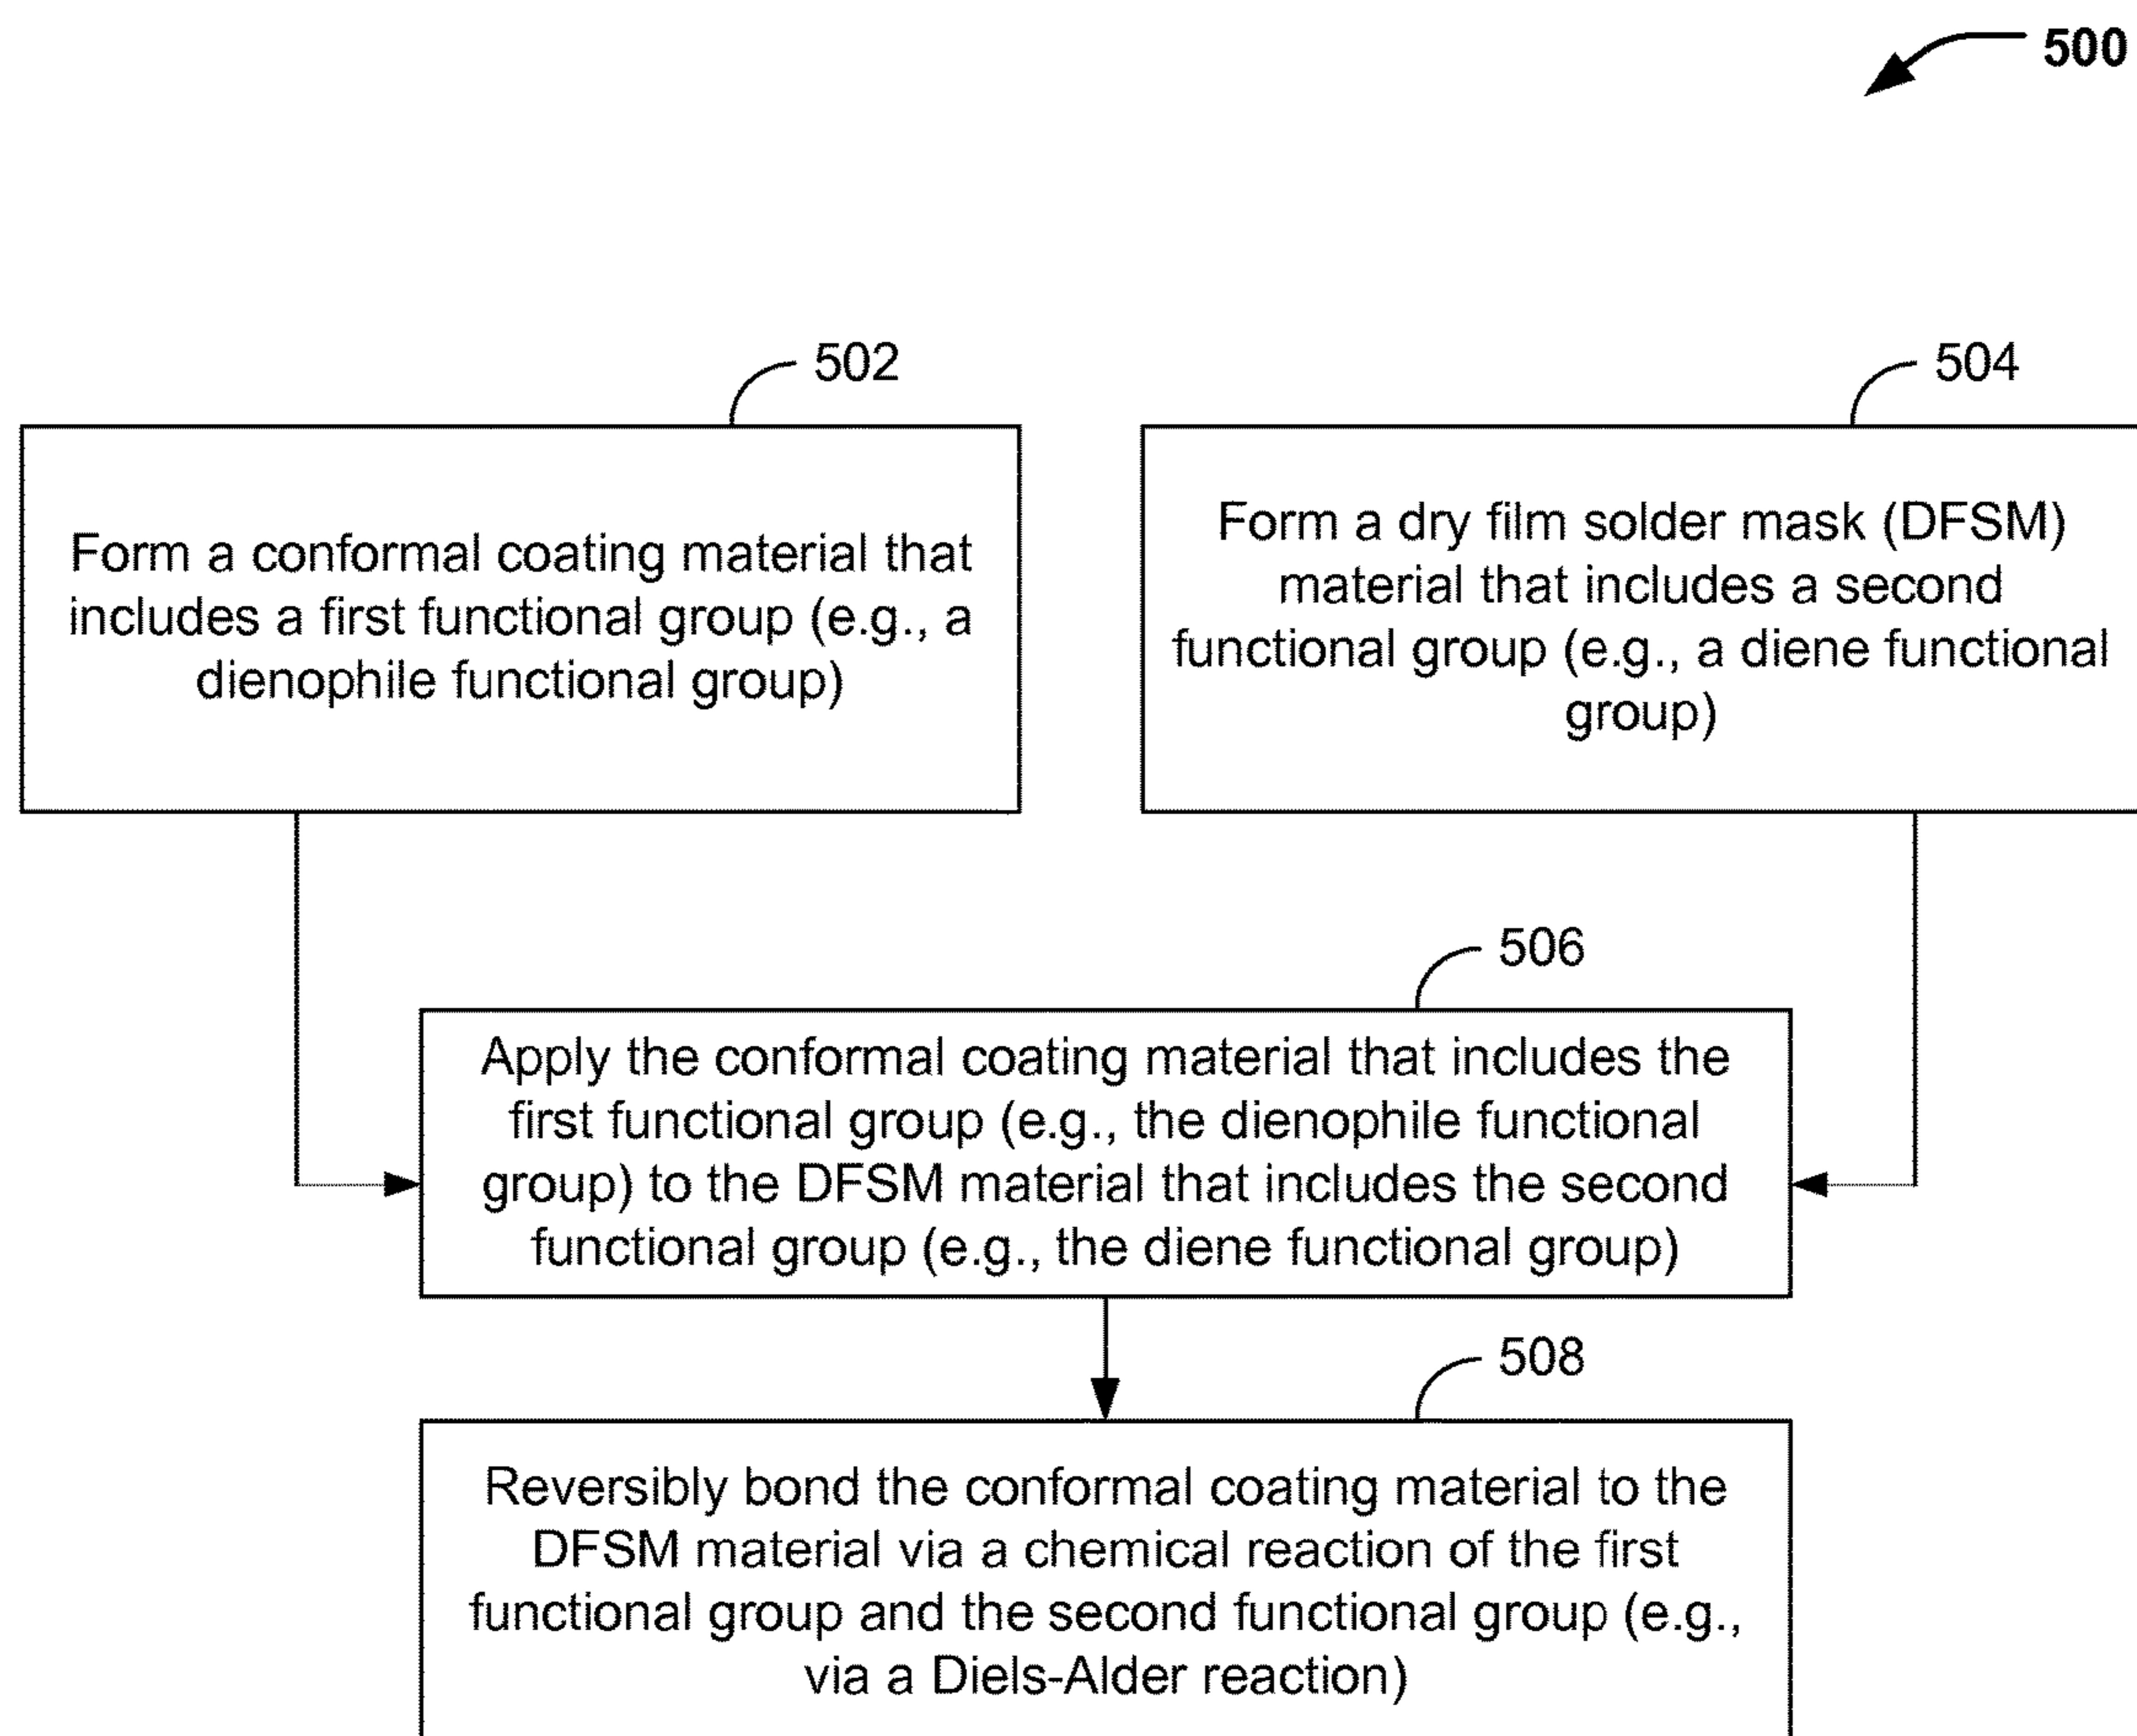 500
502
Form a conformal coating material that
includes a first functional group (e.g., a
dienophile functional group)
504
Form a dry film solder mask (DFSM)
material that includes a second
functional group (e.g., a diene functional
group)
506
Apply the conformal coating material that includes the
first functional group (e.g., the dienophile functional
group) to the DFSM material that includes the second
functional group (e.g., the diene functional group)
508
Reversibly bond the conformal coating material to the
DFSM material via a chemical reaction of the first
functional group and the second functional group (e.g.,
via a Diels-Alder reaction)